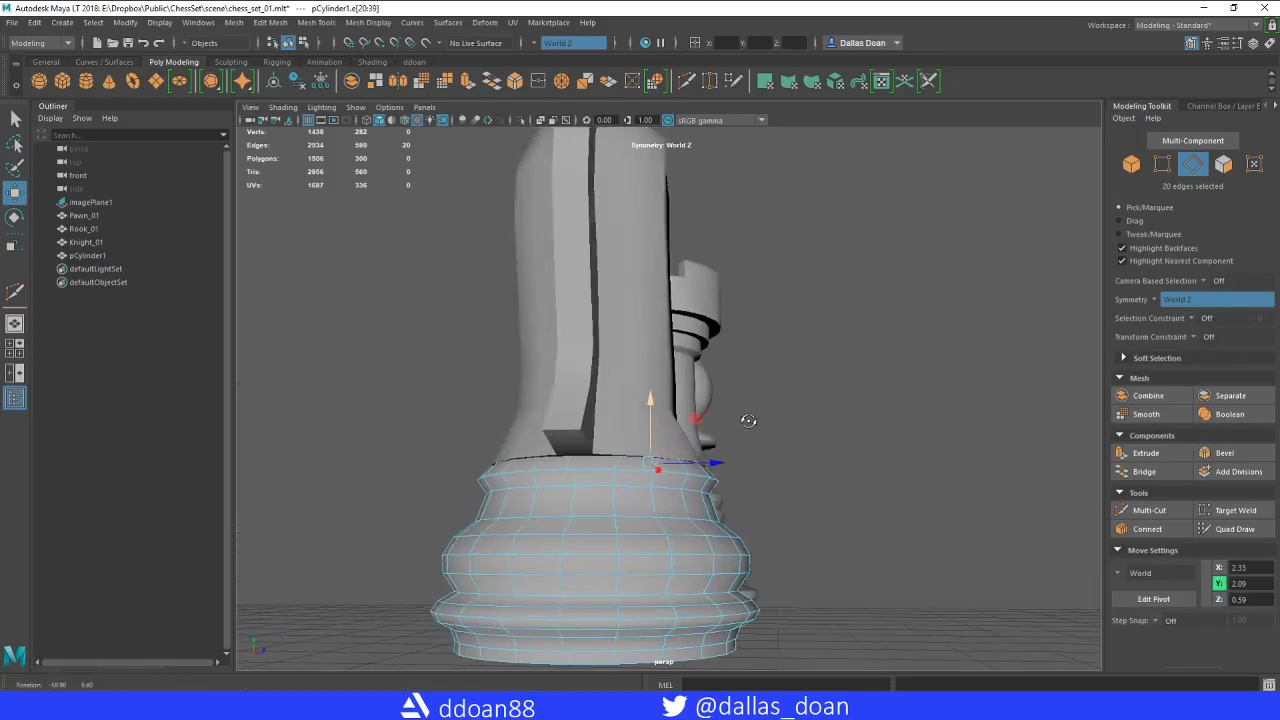 Autodesk Maya LT 2018: E:\Dropbox\Public\ChessSet\scene\chess_set_01.mlt* --- pCylinder1.e[20:39]
File Edit Create Select Modify Display Windows Mesh Edit Mesh Mesh Tools Mesh Display Curves Surfaces Deform UV Marketplace Help
Workspace: Modeling - Standard*
Modeling Objects No Live Surface World Z X: Y: Z: Dallas Doan
General Curves / Surfaces Poly Modeling Sculpting Rigging Animation Shading ddoan
Outliner
Display Show Help
Search...
persp
top
front
side
imagePlane1
Pawn_01
Rook_01
Knight_01
pCylinder1
defaultLightSet
defaultObjectSet
View Shading Lighting Show Options Panels
0.00 1.00 sRGB gamma
Verts: 1438 282 0
Edges: 2934 580 20
Polygons: 1506 300 0
Tris: 2856 560 0
UVs: 1687 336 0
Symmetry: World Z
persp
Modeling Toolkit Channel Box / Layer E
Object Help
Multi-Component
20 edges selected
Pick/Marquee
Drag
Tweak/Marquee
Highlight Backfaces
Highlight Nearest Component
Camera Based Selection Off
Symmetry World Z
Selection Constraint Off 0
Transform Constraint Off
Soft Selection
Mesh
Combine Separate
Smooth Boolean
Components
Extrude Bevel
Bridge Add Divisions
Tools
Multi-Cut Target Weld
Connect Quad Draw
Move Settings
World X: 2.33
Y: 2.09
Edit Pivot Z: 0.59
Step Snap: Off 1.00
MEL
ddoan88 @dallas_doan